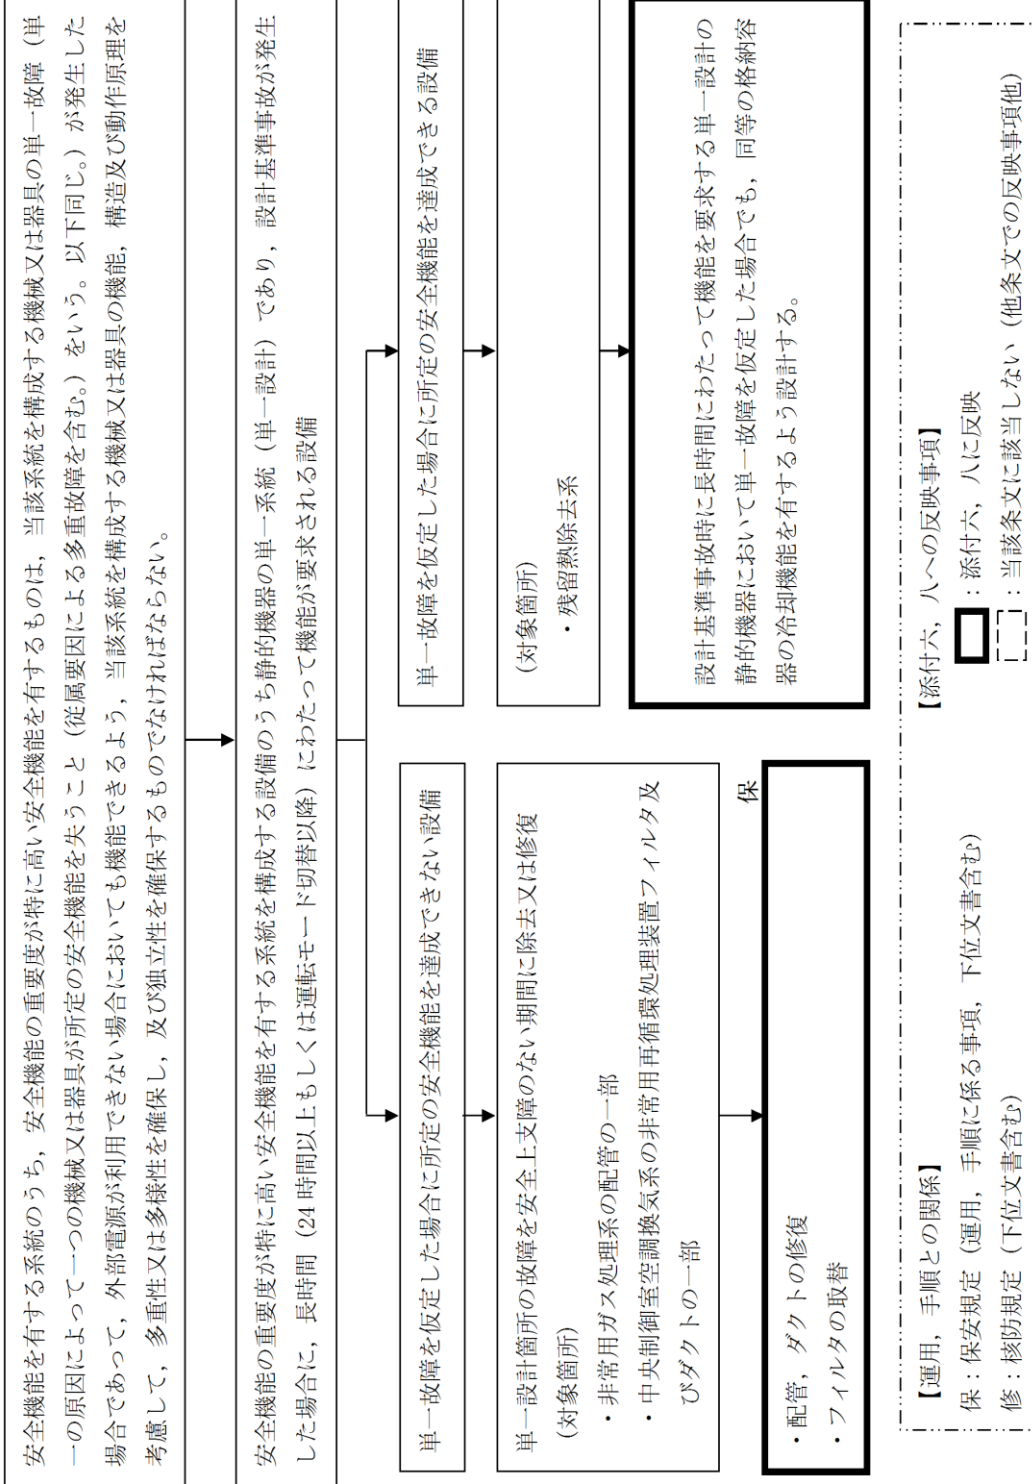 安全機能を有する系統のうち，安全機能の重要度が特に高い安全機能を有するものは，当該系統を構成する機械又は器具の単一故障（単
一の原因によって一つの機械又は器具が所定の安全機能を失うこと（従属要因による多重故障を含む。）をいう。以下同じ。）が発生した
場合であって，外部電源が利用できない場合においても機能できるよう，当該系統を構成する機械又は器具の機能，構造及び動作原理を
考慮して，多重性又は多様性を確保し，及び独立性を確保するものでなければならない。
安全機能の重要度が特に高い安全機能を有する系統を構成する設備のうち静的機器の単一系統（単一設計）であり，設計基準事故が発生
した場合に，長時間（24 時間以上もしくは運転モード切替以降）にわたって機能が要求される設備
単一故障を仮定した場合に所定の安全機能を達成できない設備
単一設計箇所の故障を安全上支障のない期間に除去又は修復
(対象箇所)
・非常用ガス処理系の配管の一部
・中央制御室空調換気系の非常用再循環処理装置フィルタ及
びダクトの一部
保
・配管，ダクトの修復
・フィルタの取替
単一故障を仮定した場合に所定の安全機能を達成できる設備
(対象箇所)
・残留熱除去系
設計基準事故時に長時間にわたって機能を要求する単一設計の
静的機器において単一故障を仮定した場合でも，同等の格納容
器の冷却機能を有するよう設計する。
【運用，手順との関係】
保：保安規定（運用，手順に係る事項，下位文書含む）
修：核防規定（下位文書含む）
【添付六，八への反映事項】
：添付六，八に反映
：当該条文に該当しない（他条文での反映事項他）